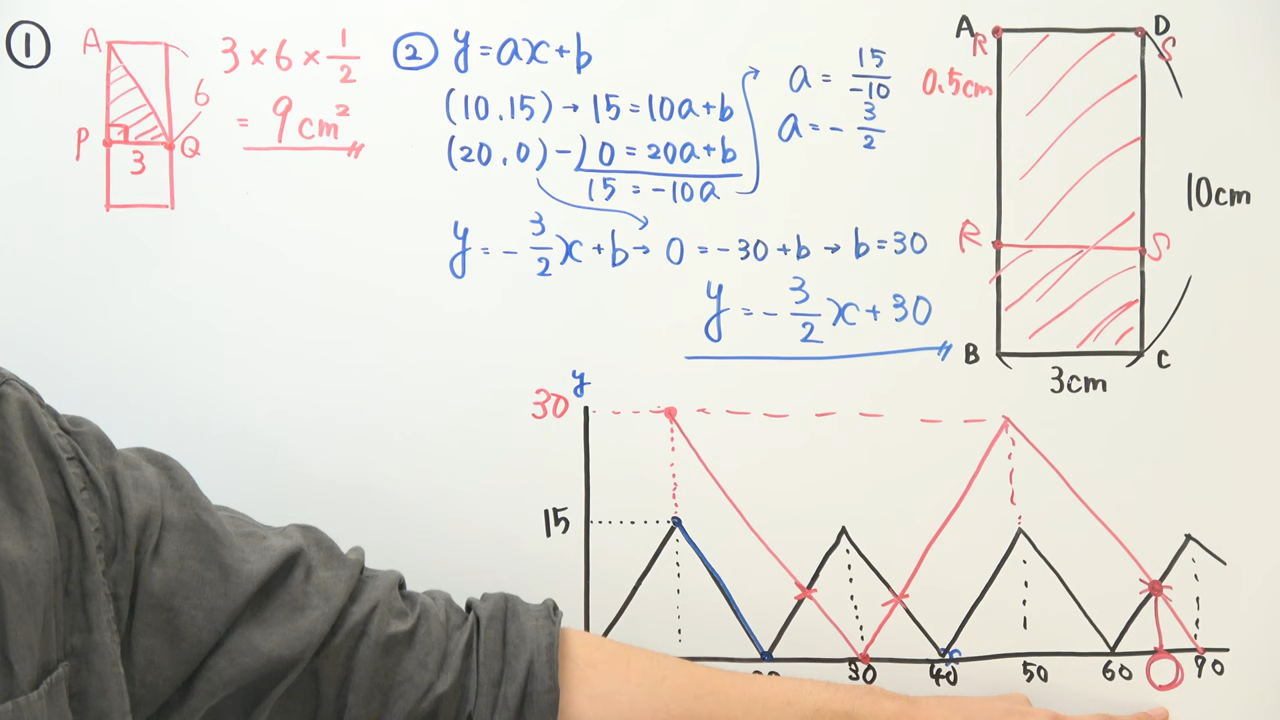 ①
A
P
Q
6
3
3×6×1/2
= 9cm²
② y=ax+b
(10.15)→15=10a+b
(20.0)-)0=20a+b
15=-10a
a=15/-10
a=-3/2
y=-3/2x+b→0=-30+b→b=30
y=-3/2x+30
A
R
D
S
0.5cm
10cm
R
S
B
C
3cm
y
30
15
30
40
50
60
70